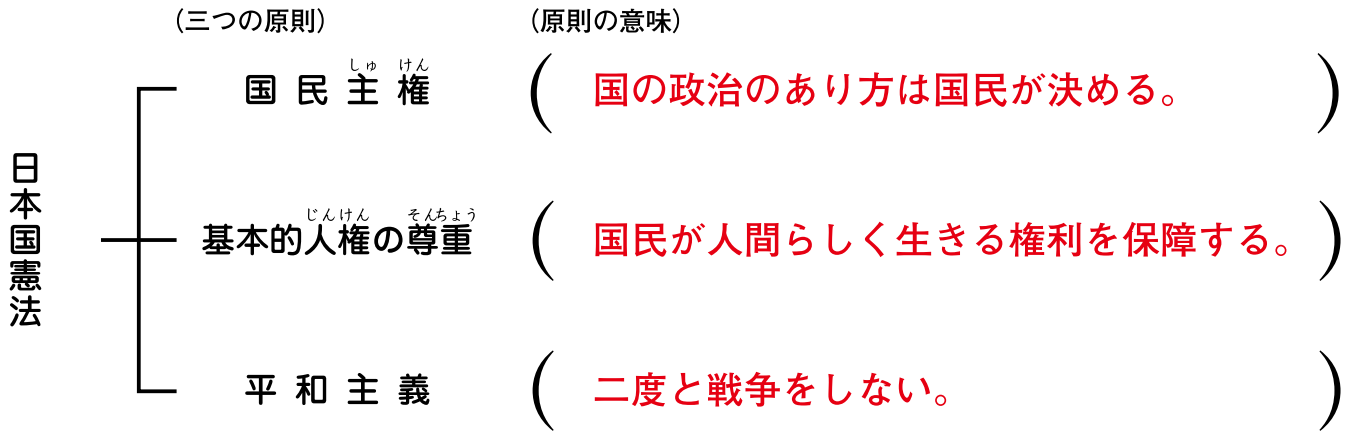 (三つの原則) (原則の意味)
日本国憲法
しゅ けん
国民主権 ( 国の政治のあり方は国民が決める。 )
じんけん そんちょう
基本的人権の尊重 ( 国民が人間らしく生きる権利を保障する。 )
平和主義 ( 二度と戦争をしない。 )